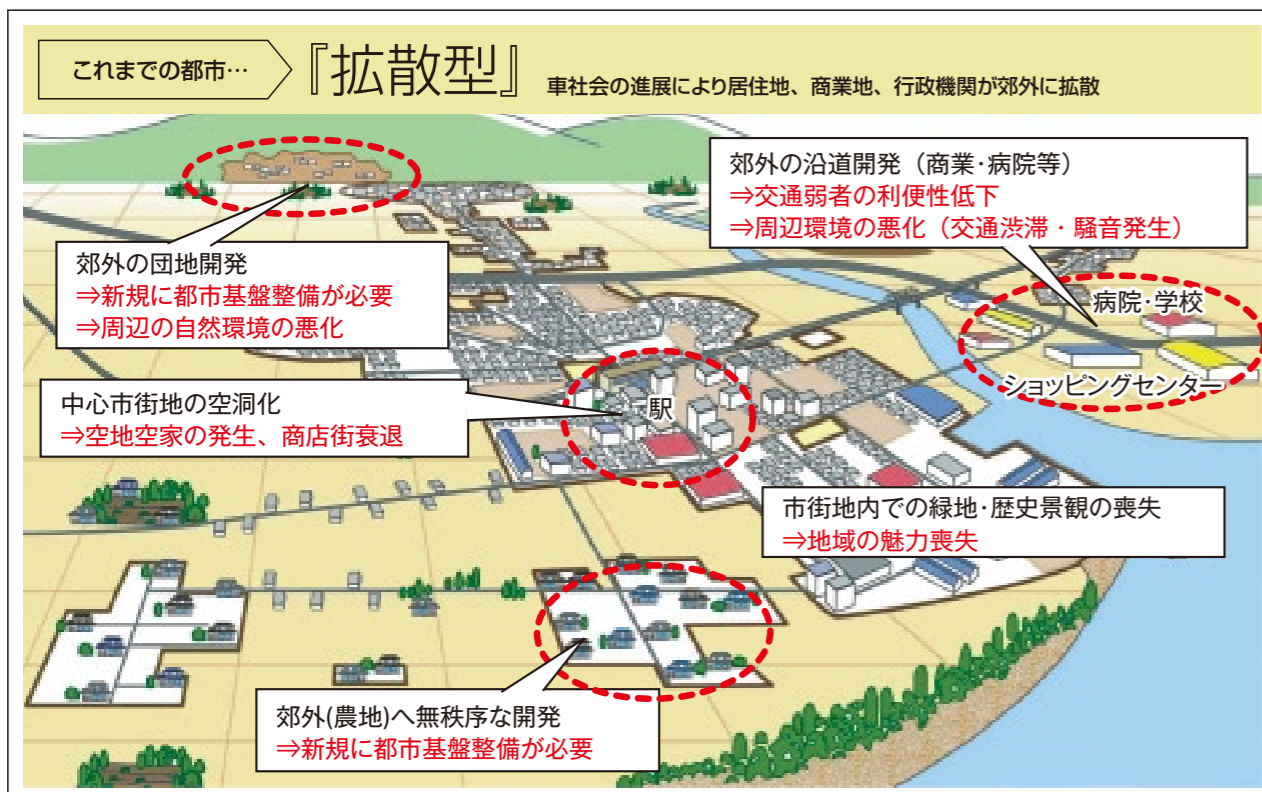 これまでの都市…
『拡散型』
車社会の進展により居住地、商業地、行政機関が郊外に拡散
郊外の沿道開発（商業・病院等）
⇒交通弱者の利便性低下
⇒周辺環境の悪化（交通渋滞・騒音発生）
郊外の団地開発
⇒新規に都市基盤整備が必要
⇒周辺の自然環境の悪化
病院・学校
ショッピングセンター
中心市街地の空洞化
⇒空地空家の発生、商店街衰退
駅
市街地内での緑地・歴史景観の喪失
⇒地域の魅力喪失
郊外(農地)へ無秩序な開発
⇒新規に都市基盤整備が必要